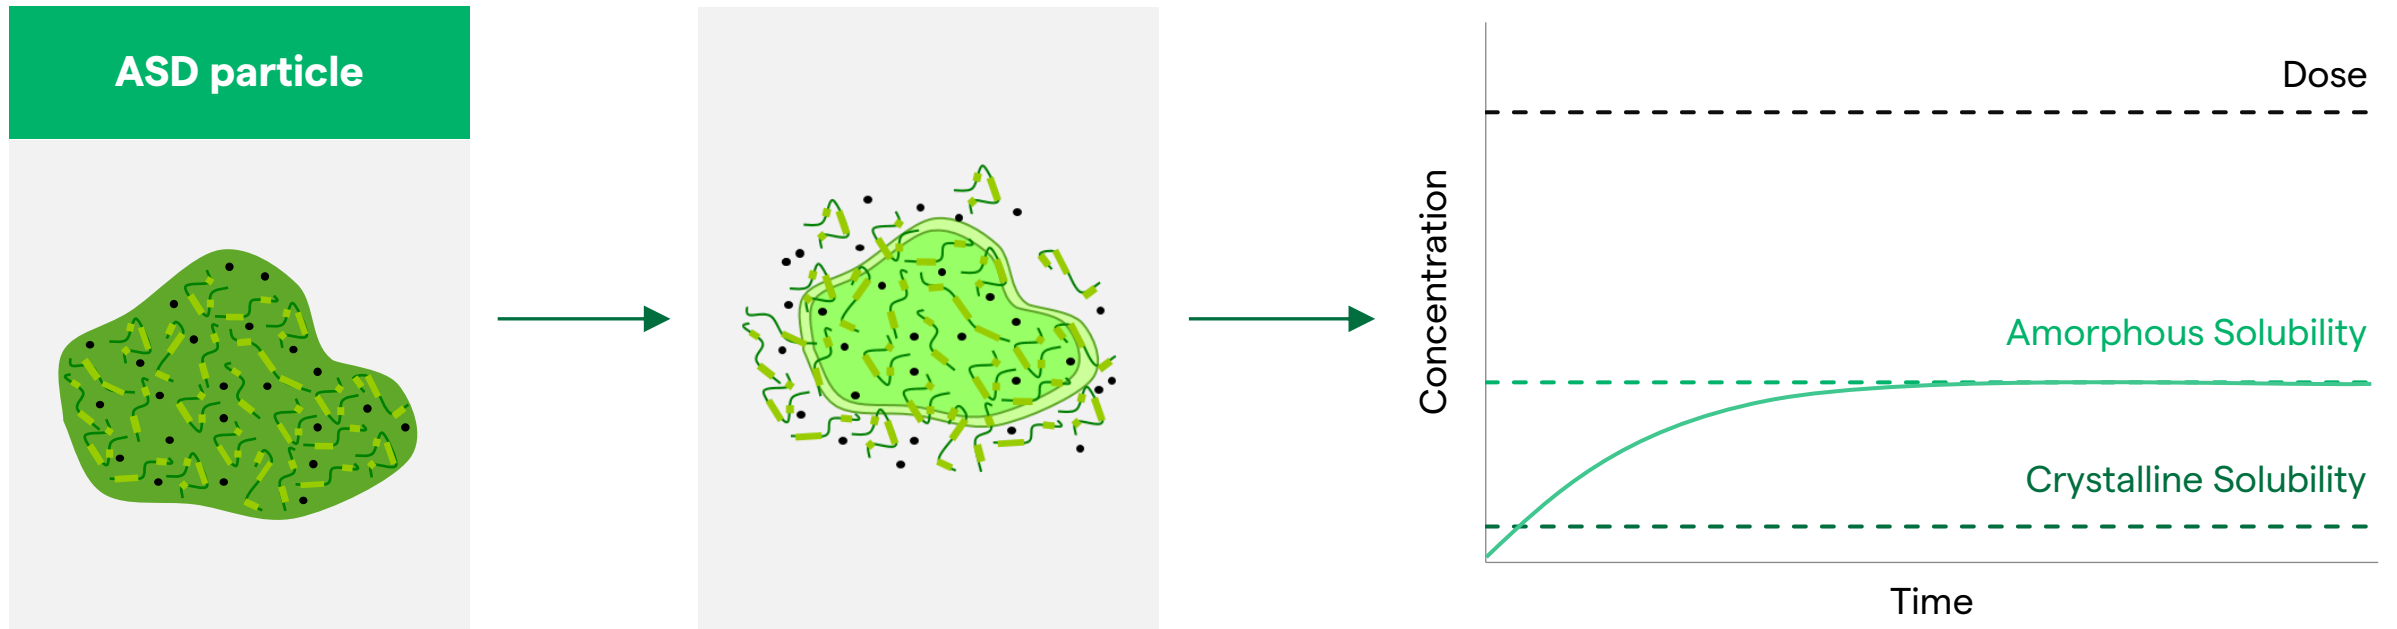 ASD particle
Dose
Concentration
Amorphous Solubility
Crystalline Solubility
Time